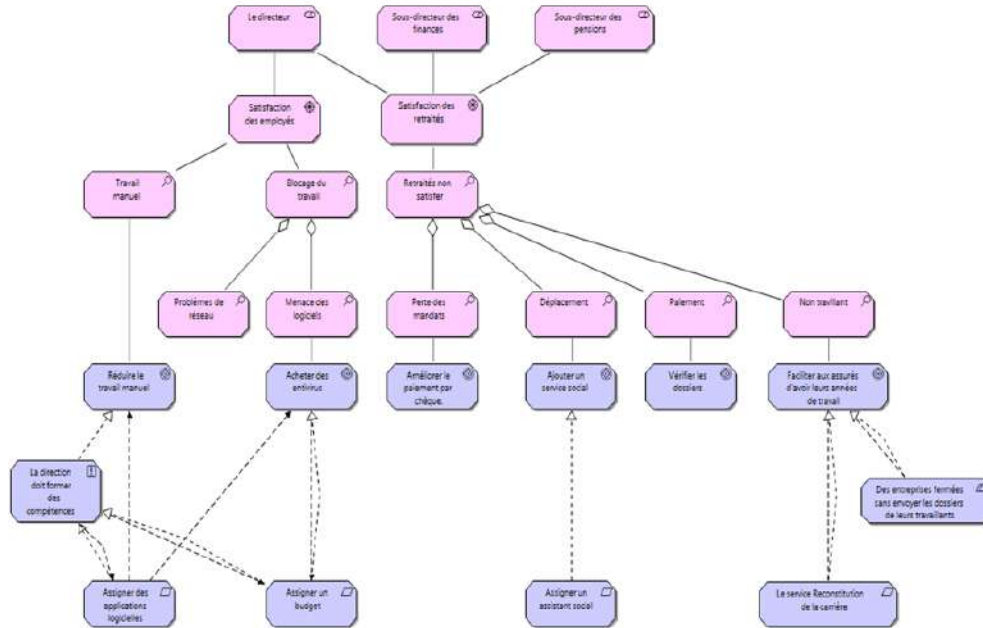 Le directeur
Sous-directeur des
finances
Sous-directeur des
pensions
Satisfaction
des employés
Satisfaction des
retraités
Travail
manuel
Blocage du
travail
Retraités non
satisfer
Problèmes de
réseau
Menace des
logiciels
Perte des
mandats
Déplacement
Paiement
Non travillant
Réduire le
travail manuel
Acheter des
antivirus
Améliorer le
paiement par
chèque.
Ajouter un
service social
Vérifier les
dossiers
Faciliter aux assurés
d'avoir leurs années
de travail
La direction
doit former
des
compétences
Des entreprises fermées
sans envoyer les dossiers
de leurs travaillants
Assigner des
applications
logicielles
Assigner un
budget
Assigner un
assistant social
Le service Reconstitution
de la carrière